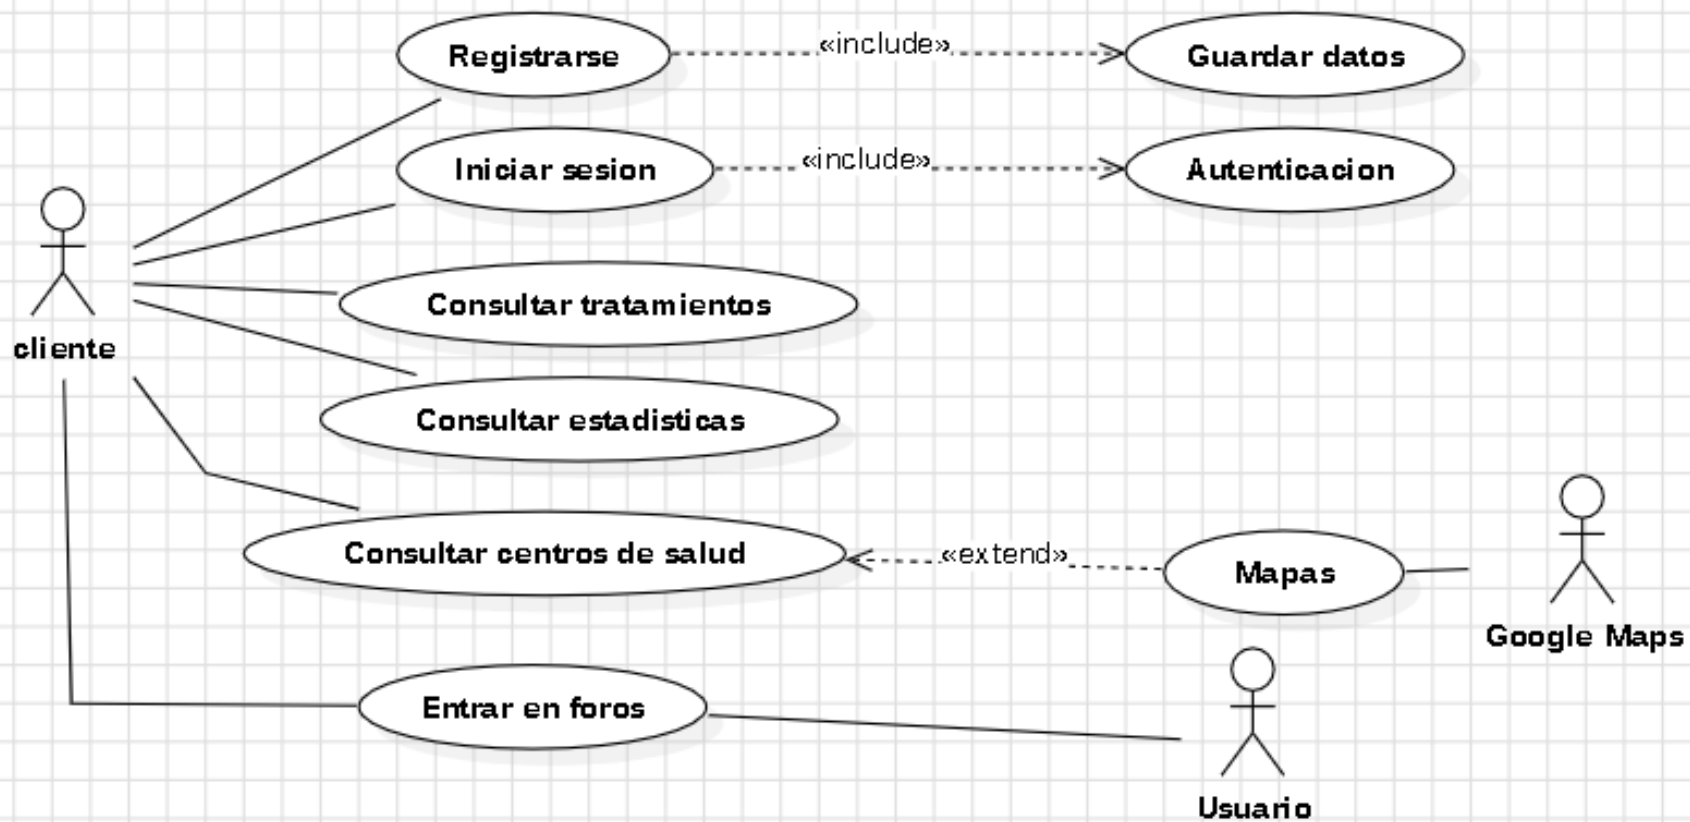 Registrarse
«include»
Guardar datos
Iniciar sesion
«include»
Autenticacion
Consultar tratamientos
cliente
Consultar estadisticas
Consultar centros de salud
«extend»
Mapas
Google Maps
Entrar en foros
Usuario